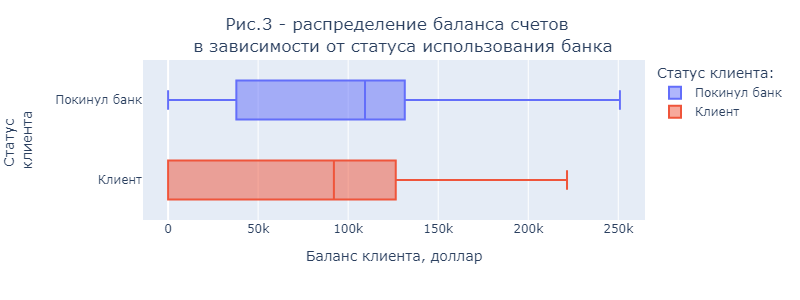 Рис.3 - распределение баланса счетов
в зависимости от статуса использования банка
Статус клиента:
Покинул банк
Клиент
Статус
клиента
Покинул банк
Клиент
0 50k 100k 150k 200k 250k
Баланс клиента, доллар